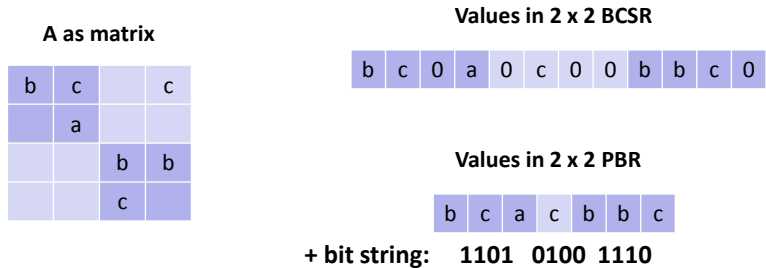 A as matrix
b c c
a
b b
c
Values in 2 x 2 BCSR
b c 0 a 0 c 0 0 b b c 0
Values in 2 x 2 PBR
b c a c b b c
+ bit string: 1101 0100 1110